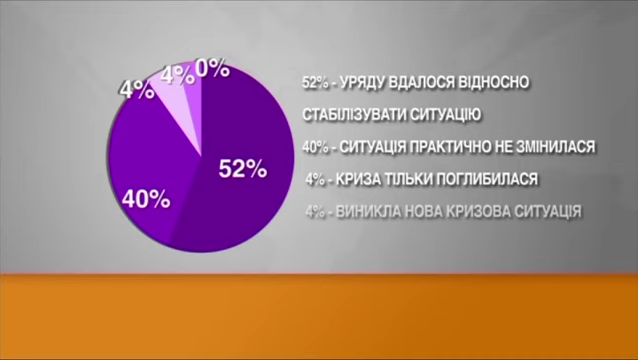 4%
4%
0%
52%
40%
52% - УРЯДУ ВДАЛОСЯ ВІДНОСНО
СТАБІЛІЗУВАТИ СИТУАЦІЮ
40% - СИТУАЦІЯ ПРАКТИЧНО НЕ ЗМІНИЛАСЯ
4% - КРИЗА ТІЛЬКИ ПОГЛИБИЛАСЯ
4% - ВИНИКЛА НОВА КРИЗОВА СИТУАЦІЯ